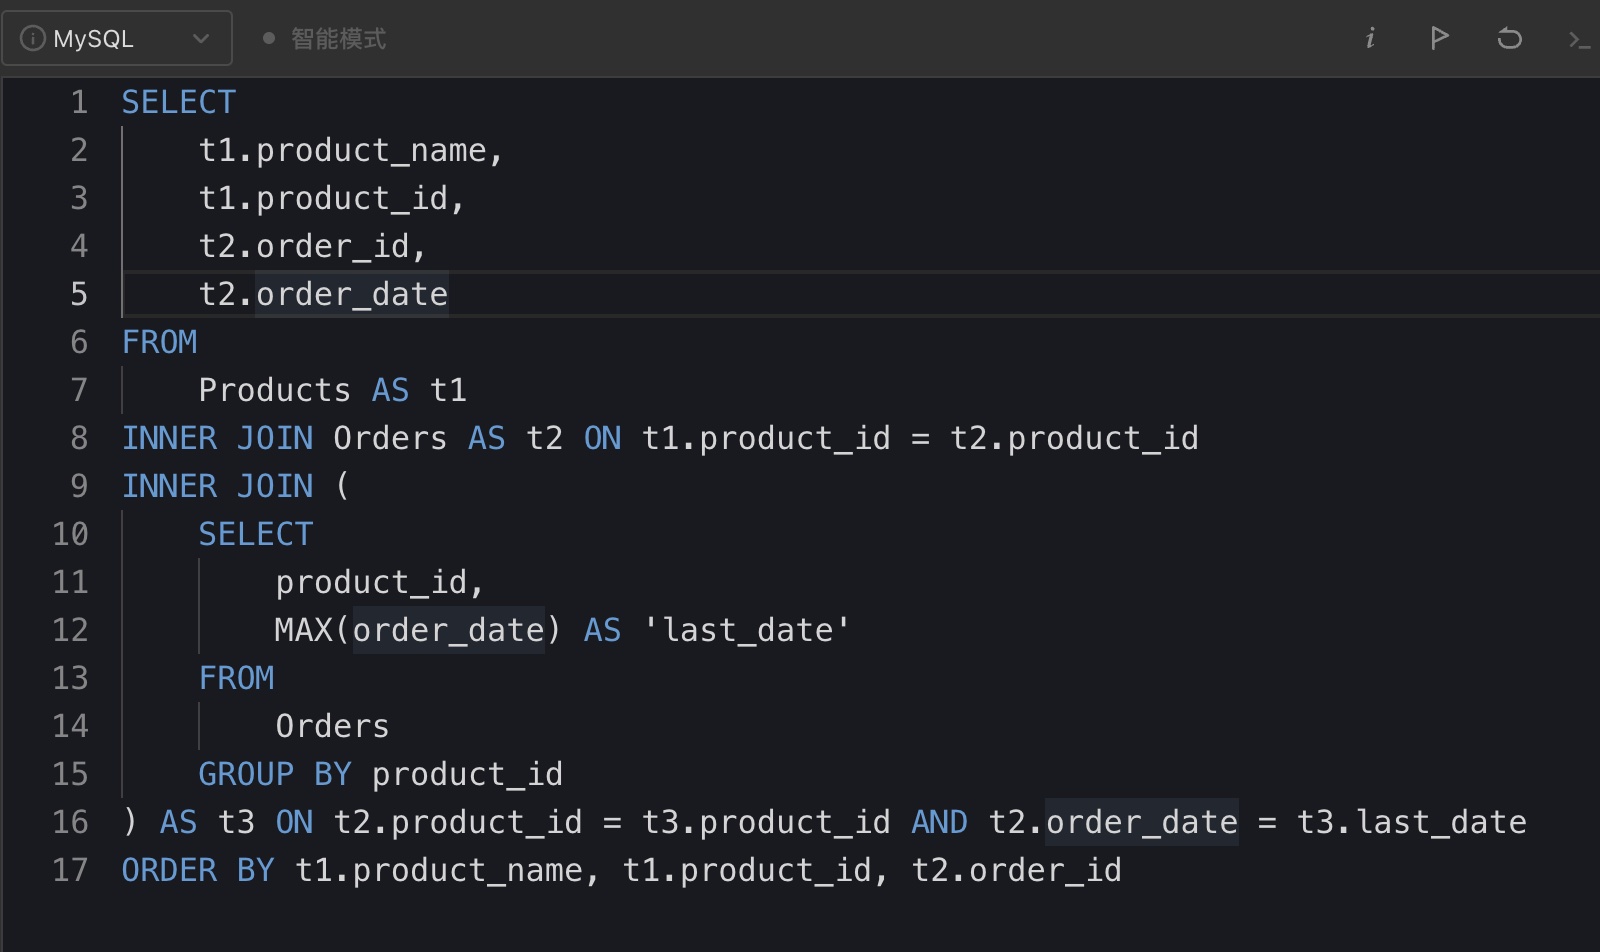 MySQL 智能模式
1 SELECT
2 t1.product_name,
3 t1.product_id,
4 t2.order_id,
5 t2.order_date
6 FROM
7 Products AS t1
8 INNER JOIN Orders AS t2 ON t1.product_id = t2.product_id
9 INNER JOIN (
10 SELECT
11 product_id,
12 MAX(order_date) AS 'last_date'
13 FROM
14 Orders
15 GROUP BY product_id
16 ) AS t3 ON t2.product_id = t3.product_id AND t2.order_date = t3.last_date
17 ORDER BY t1.product_name, t1.product_id, t2.order_id